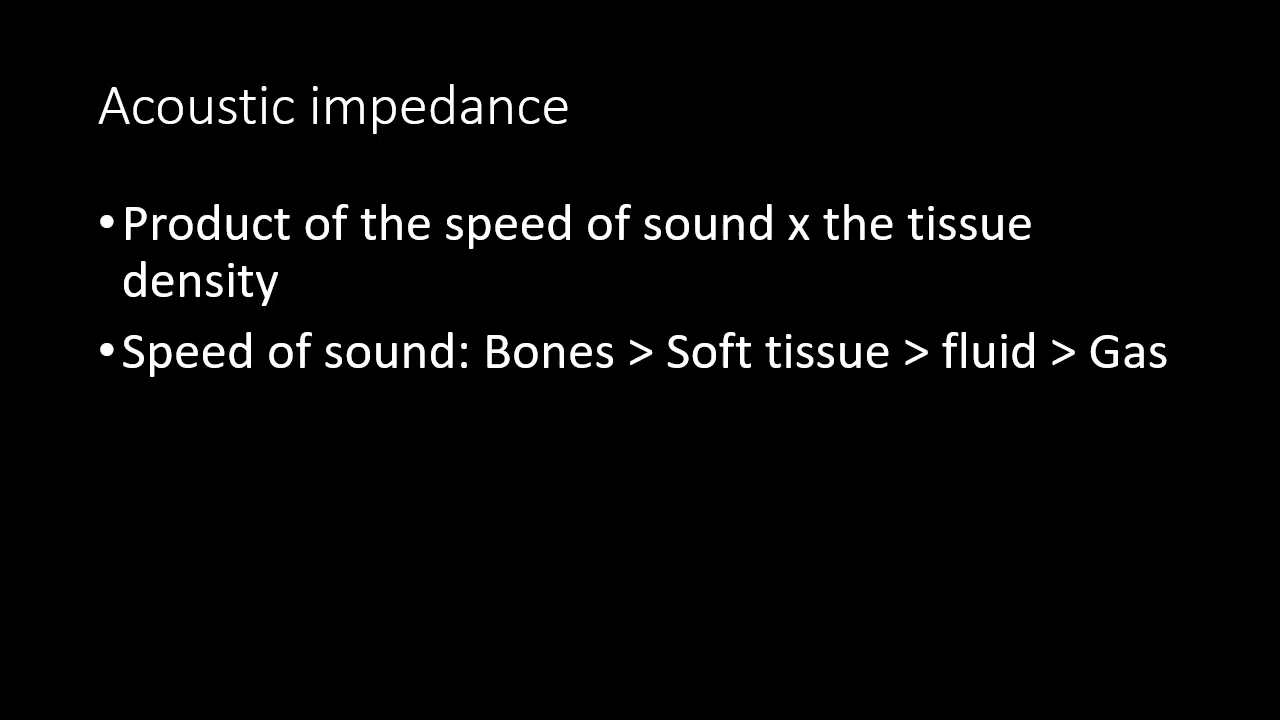 Acoustic impedance
•Product of the speed of sound x the tissue
density
•Speed of sound: Bones > Soft tissue > fluid > Gas